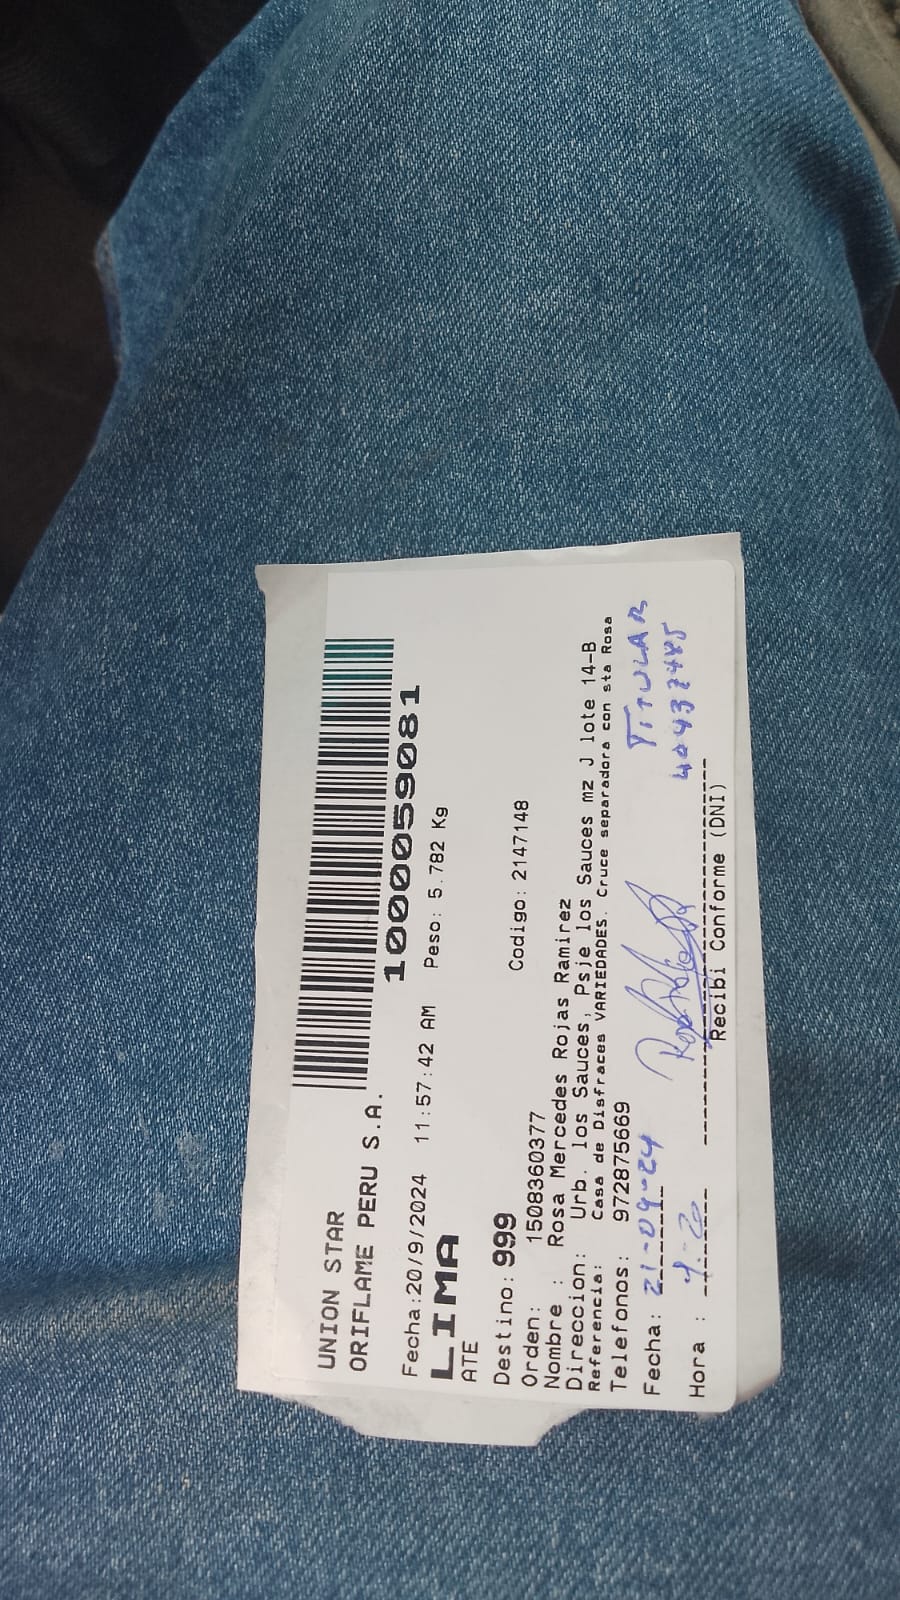 UNION STAR
ORIFLAME PERU S.A.
1000059081
Fecha:20/9/2024 11:57:42 AM Peso: 5.782 Kg
LIMA
ATE
Destino: 999 Codigo: 2147148
Orden: 1508360377
Nombre : Rosa Mercedes Rojas Ramirez
Direccion: Urb. los Sauces, Psje los Sauces mz J lote 14-B
Referencia: Casa de Disfraces VARIEDADES. Cruce separadora con sta Rosa
Telefonos: 972875669
Fecha: 21-09-24 TITULAR
Hora :
Recibi Conforme (DNI)